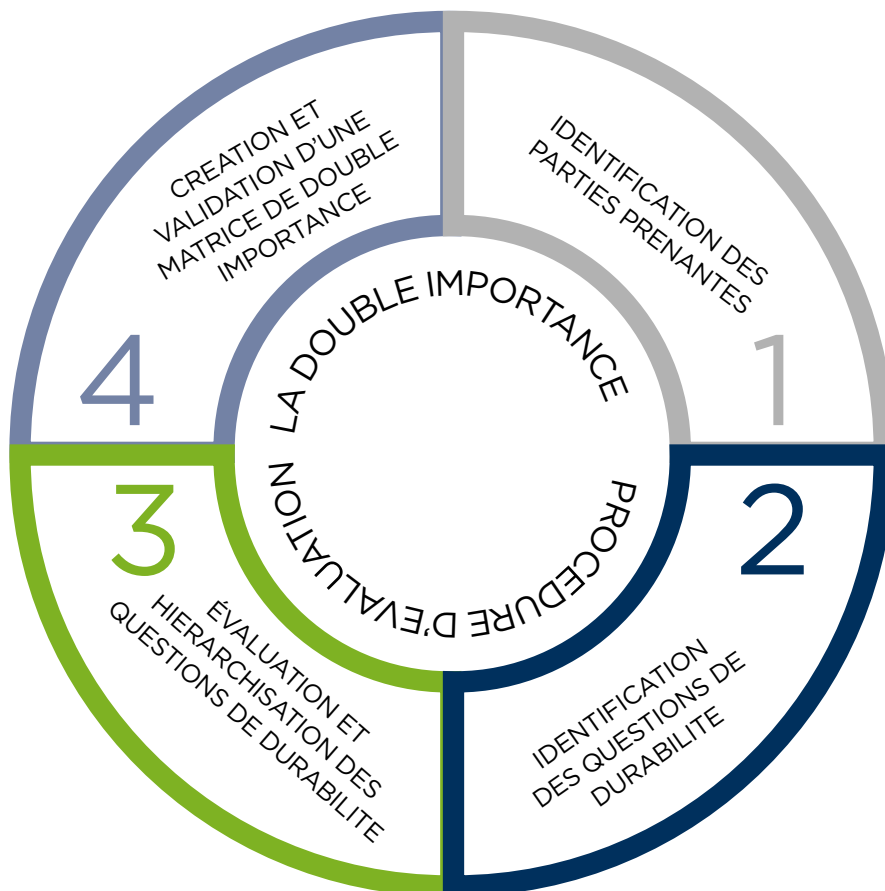 IDENTIFICATION DES
PARTIES PRENANTES
1
2
IDENTIFICATION
DES QUESTIONS DE
DURABILITE
3
ÉVALUATION ET
HIERARCHISATION DES
QUESTIONS DE DURABILITE
4
CREATION ET
VALIDATION D'UNE
MATRICE DE DOUBLE
IMPORTANCE
PROCEDURE D'EVALUATION
LA DOUBLE IMPORTANCE